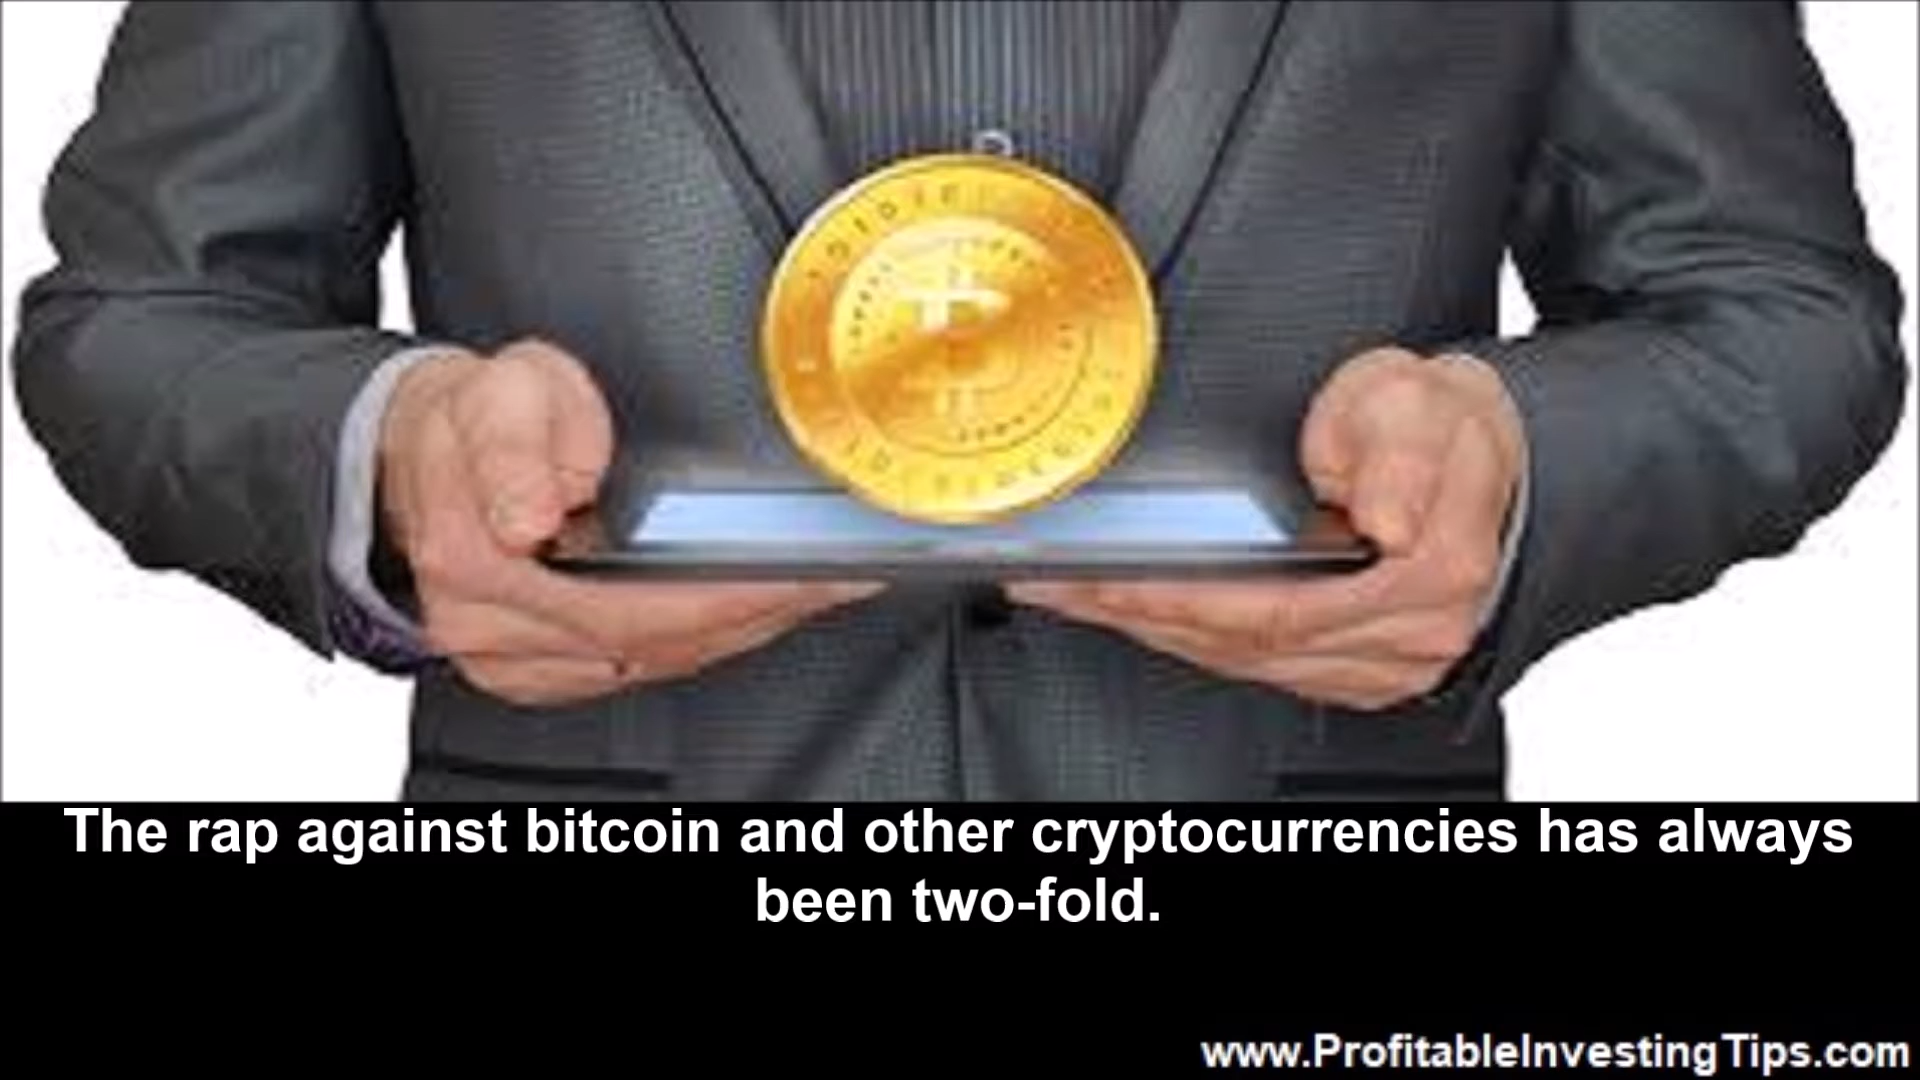 The rap against bitcoin and other cryptocurrencies has always
been two-fold.
www.ProfitableInvestingTips.com